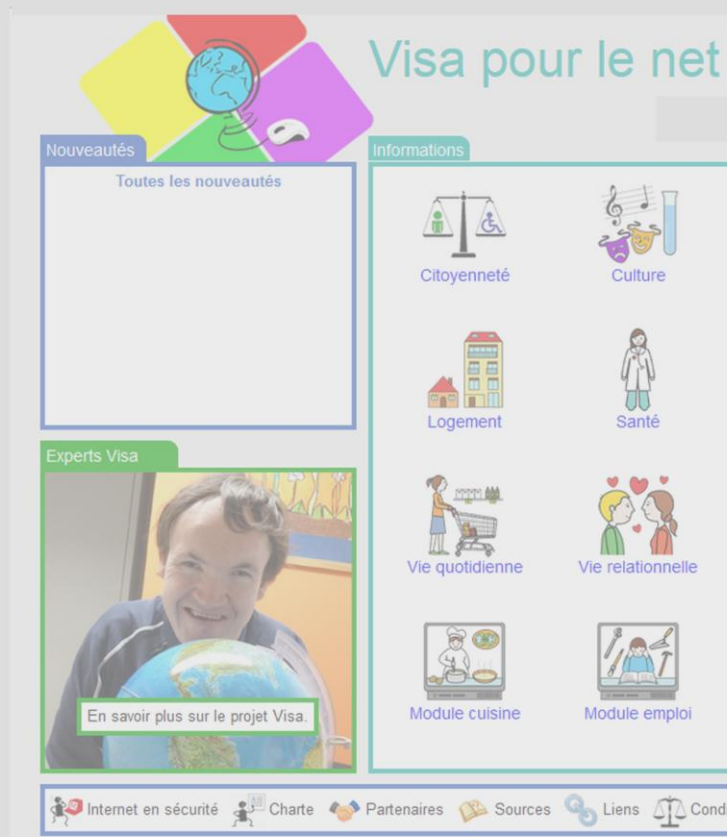 Visa pour le net
Nouveautés
Toutes les nouveautés
Informations
Citoyenneté
Culture
Logement
Santé
Experts Visa
En savoir plus sur le projet Visa.
Vie quotidienne
Vie relationnelle
Module cuisine
Module emploi
Internet en sécurité
Charte
Partenaires
Sources
Liens